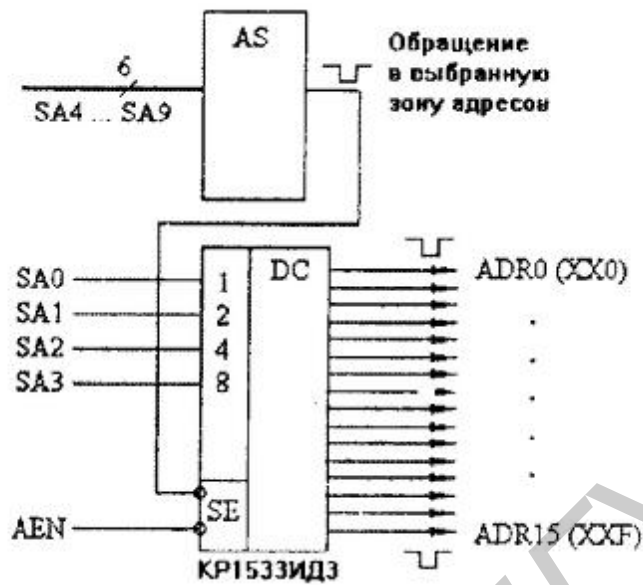 AS
Обращение
в выбранную
зону адресов
6
SA4 ... SA9
SA0
SA1
SA2
SA3
1
2
4
8
DC
ADR0 (XX0)
SE
AEN
ADR15 (XXF)
КР1533ИД3